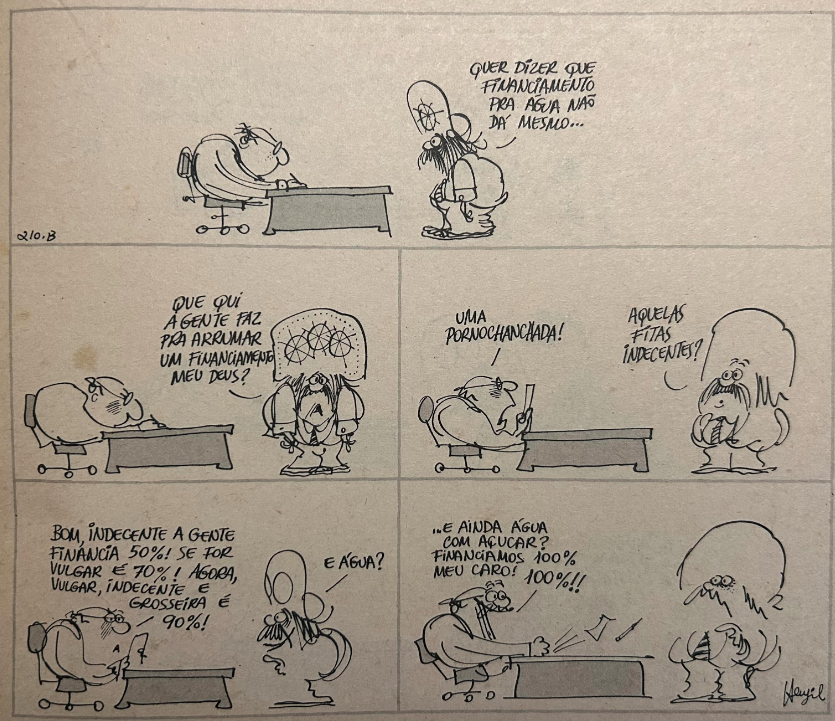 QUER DIZER QUE
FINANCIAMENTO
PRA ÁGUA NÃO
DÁ MESMO...
210.B
QUE QUI
A GENTE FAZ
PRA ARRUMAR
UM FINANCIAMENTO
MEU DEUS?
UMA
PORNOCHANCHADA!
AQUELAS
FITAS
INDECENTES?
BOM, INDECENTE A GENTE
FINANCIA 50%! SE FOR
VULGAR É 70%! AGORA,
VULGAR, INDECENTE E
GROSSEIRA É
90%!
E ÁGUA?
...E AINDA ÁGUA
COM AÇUCAR?
FINANCIAMOS 100%
MEU CARO! 100%!!
Henfil